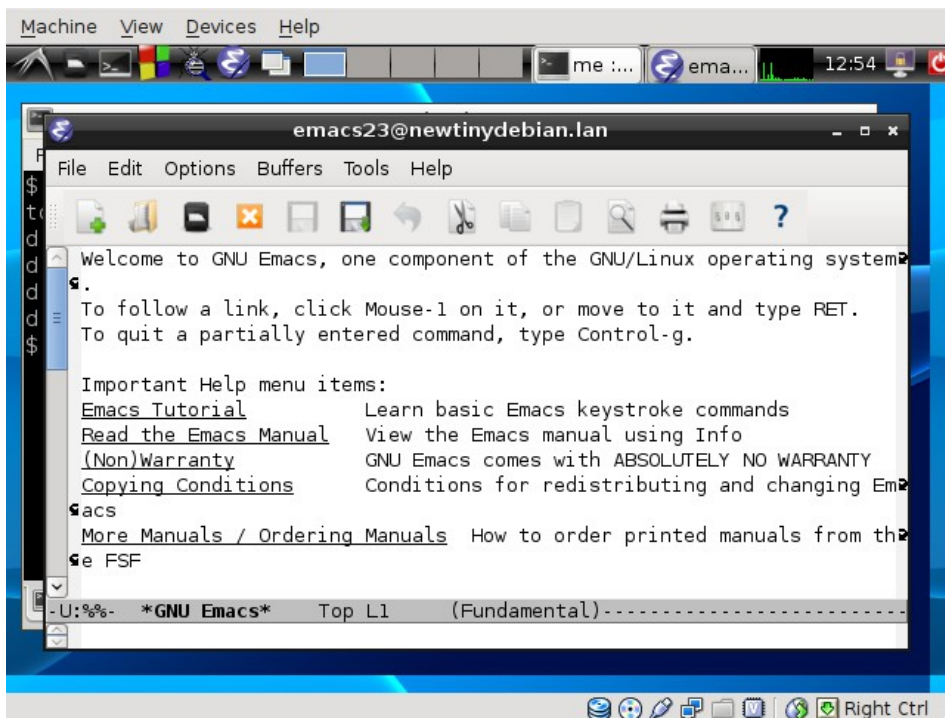 Machine View Devices Help
me :... ema... 12:54
emacs23@newtinydebian.lan
File Edit Options Buffers Tools Help
$
to
d
d
d
d
$
Welcome to GNU Emacs, one component of the GNU/Linux operating system
.
To follow a link, click Mouse-1 on it, or move to it and type RET.
To quit a partially entered command, type Control-g.
Important Help menu items:
Emacs Tutorial Learn basic Emacs keystroke commands
Read the Emacs Manual View the Emacs manual using Info
(Non)Warranty GNU Emacs comes with ABSOLUTELY NO WARRANTY
Copying Conditions Conditions for redistributing and changing Em
acs
More Manuals / Ordering Manuals How to order printed manuals from th
e FSF
-U:%%- *GNU Emacs* Top L1 (Fundamental)---------------------------
Right Ctrl